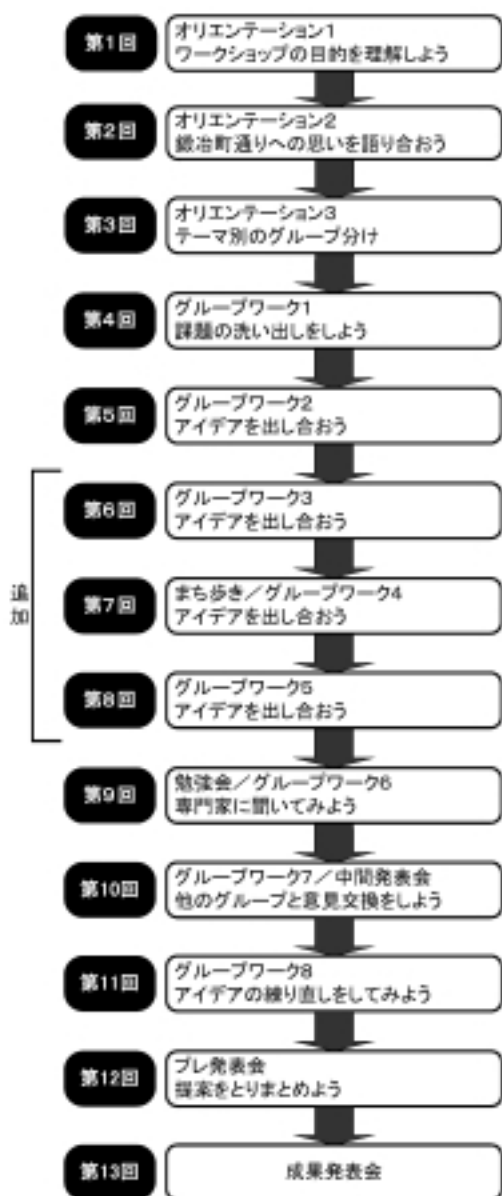 第1回
オリエンテーション1
ワークショップの目的を理解しよう
第2回
オリエンテーション2
鍛冶町通りへの思いを語り合おう
第3回
オリエンテーション3
テーマ別のグループ分け
第4回
グループワーク1
課題の洗い出しをしよう
第5回
グループワーク2
アイデアを出し合おう
追加
第6回
グループワーク3
アイデアを出し合おう
第7回
まち歩き／グループワーク4
アイデアを出し合おう
第8回
グループワーク5
アイデアを出し合おう
第9回
勉強会／グループワーク6
専門家に聞いてみよう
第10回
グループワーク7／中間発表会
他のグループと意見交換をしよう
第11回
グループワーク8
アイデアの練り直しをしてみよう
第12回
プレ発表会
提案をとりまとめよう
第13回
成果発表会